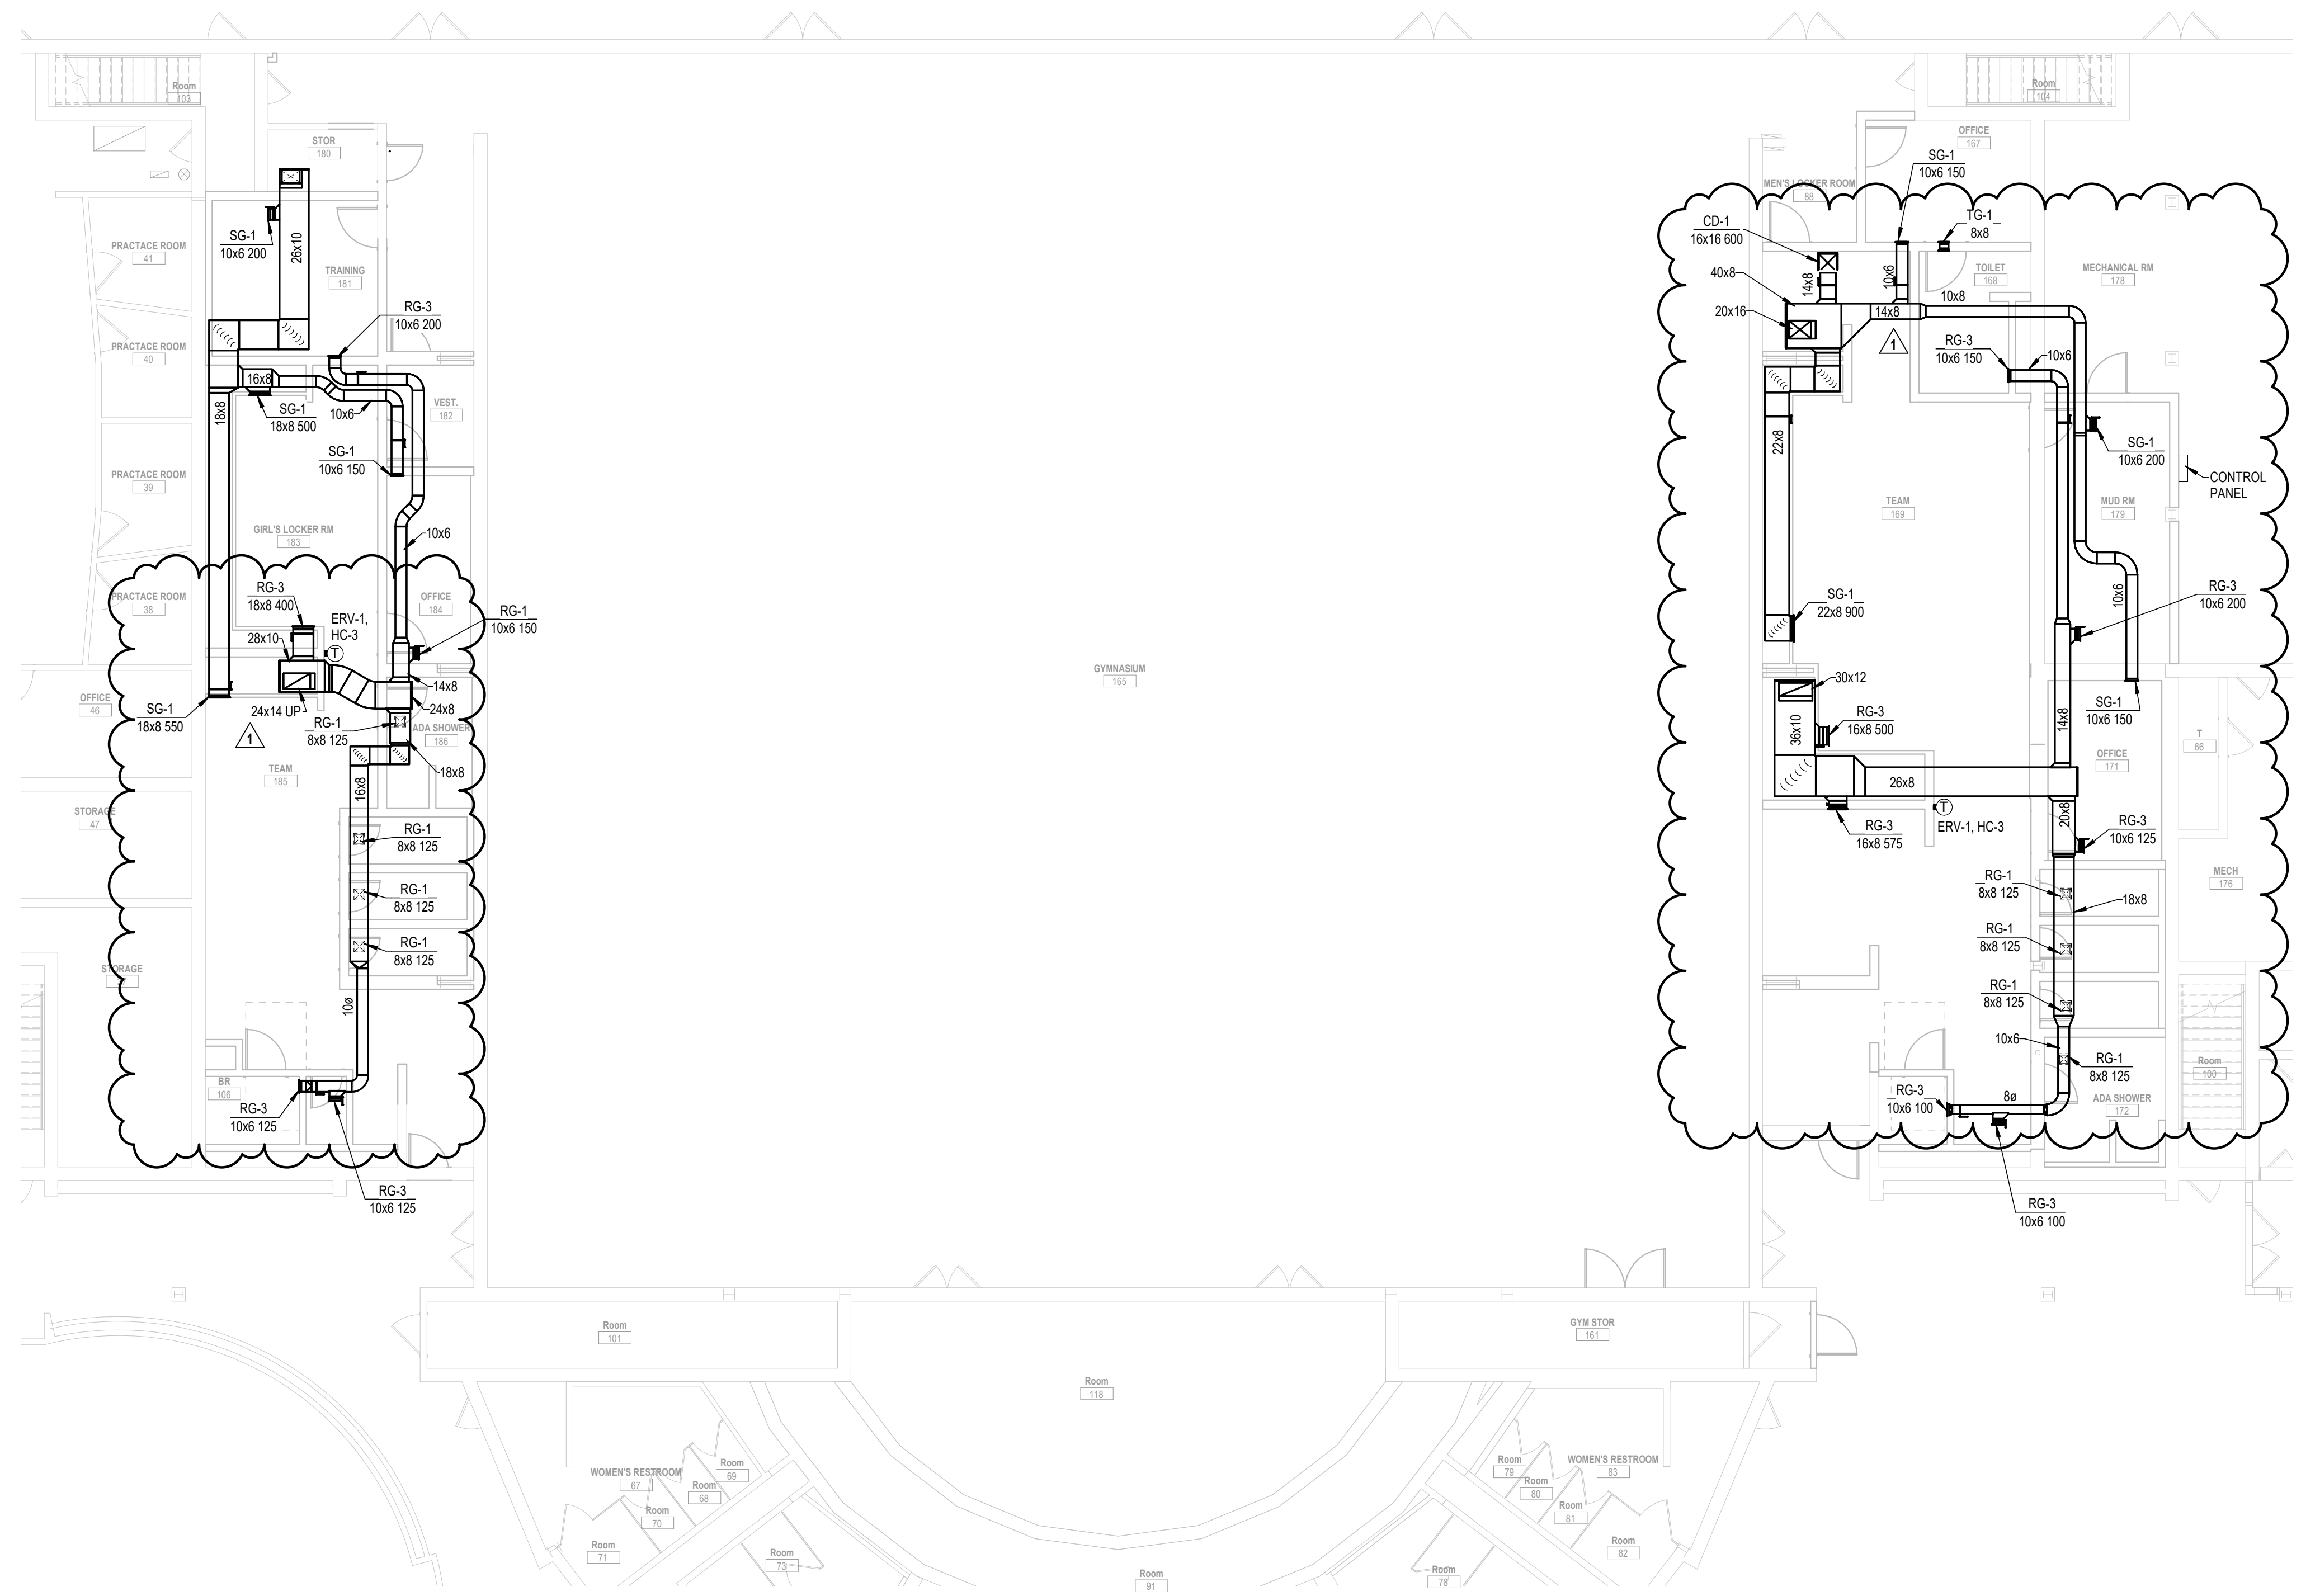 Room
103
STOR
180
SG-1
10x6 200
26x10
PRACTACE ROOM
41
TRAINING
181
RG-3
10x6 200
PRACTACE ROOM
40
16x8
18x8
SG-1
18x8 500
10x6
VEST.
182
SG-1
10x6 150
PRACTACE ROOM
39
GIRL'S LOCKER RM
183
10x6
PRACTACE ROOM
38
RG-3
18x8 400
ERV-1,
HC-3
T
28x10
OFFICE
184
RG-1
10x6 150
OFFICE
46
SG-1
18x8 550
24x14 UP
14x8
24x8
RG-1
8x8 125
ADA SHOWER
186
1
TEAM
185
18x8
16x8
STORAGE
47
RG-1
8x8 125
RG-1
8x8 125
RG-1
8x8 125
STORAGE
10ø
BR
106
RG-3
10x6 125
RG-3
10x6 125
GYMNASIUM
165
Room
104
OFFICE
167
SG-1
10x6 150
MEN'S LOCKER ROOM
88
CD-1
16x16 600
TG-1
8x8
40x8
14x8
10x6
TOILET
168
MECHANICAL RM
178
20x16
14x8
10x8
1
RG-3
10x6 150
10x6
22x8
SG-1
10x6 200
CONTROL
PANEL
TEAM
169
MUD RM
179
SG-1
22x8 900
10x6
RG-3
10x6 200
30x12
36x10
RG-3
16x8 500
14x8
SG-1
10x6 150
OFFICE
171
T
66
26x8
T
ERV-1, HC-3
RG-3
16x8 575
20x8
RG-3
10x6 125
RG-1
8x8 125
18x8
MECH
176
RG-1
8x8 125
RG-1
8x8 125
10x6
RG-1
8x8 125
Room
100
RG-3
10x6 100
8ø
ADA SHOWER
172
RG-3
10x6 100
Room
101
GYM STOR
161
Room
118
WOMEN'S RESTROOM
67
Room
69
Room
68
Room
70
Room
71
Room
73
Room
91
Room
79
Room
80
WOMEN'S RESTROOM
83
Room
81
Room
82
Room
78